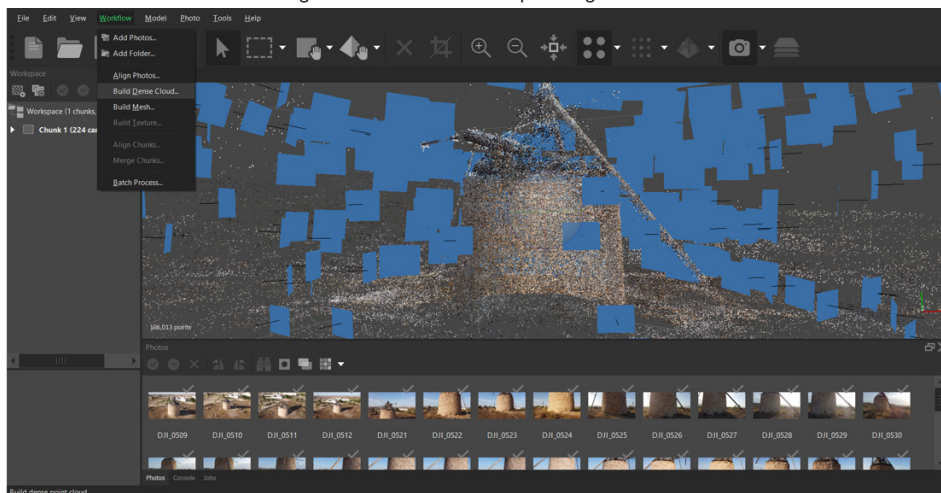 File Edit View Workflow Model Photo Tools Help
Add Photos...
Add Folder...
Align Photos...
Build Dense Cloud...
Build Mesh...
Build Texture...
Align Chunks...
Merge Chunks...
Batch Process...
Workspace
Workspace (1 chunks,
Chunk 1 (224 ca
points
Photos
DJI_0509 DJI_0510 DJI_0511 DJI_0512 DJI_0521 DJI_0522 DJI_0523 DJI_0524 DJI_0525 DJI_0526 DJI_0527 DJI_0528 DJI_0529 DJI_0530
Photos Console Jobs
Build dense point cloud